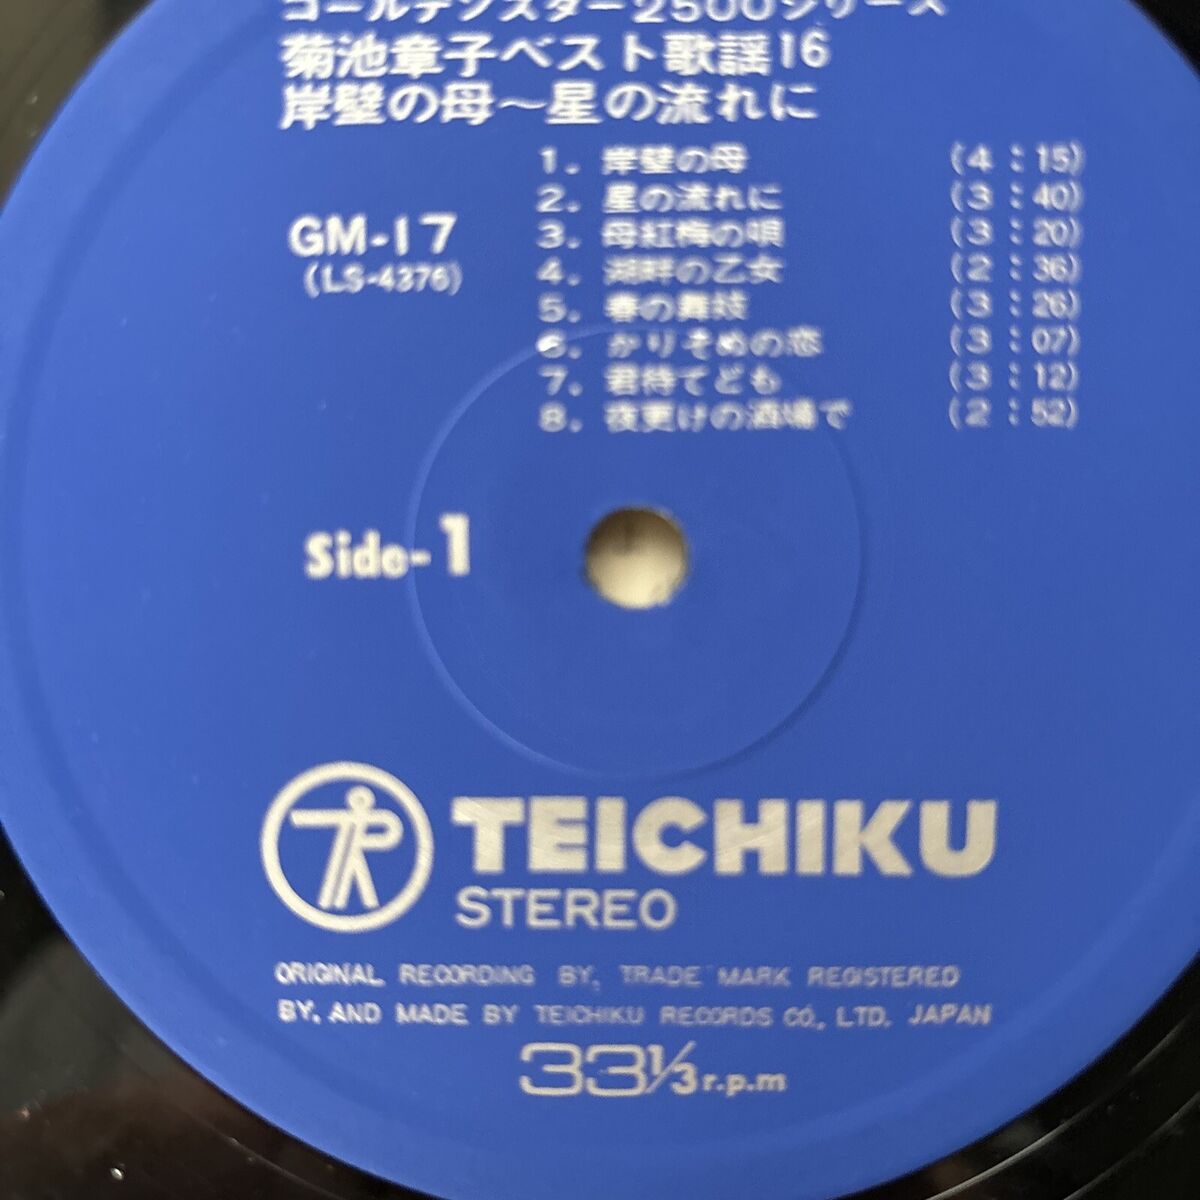 ゴールデンスター2500シリーズ
菊池章子ベスト歌謡16
岸壁の母〜星の流れに
1. 岸壁の母 (4:15)
2. 星の流れに (3:40)
GM-17
3. 母紅梅の唄 (3:20)
(LS-4376)
4. 湖畔の乙女 (2:36)
5. 春の舞妓 (3:26)
6. かりそめの恋 (3:07)
7. 君待てども (3:12)
8. 夜更けの酒場で (2:52)
Side-1
TEICHIKU
STEREO
ORIGINAL RECORDING BY, TRADE MARK REGISTERED
BY, AND MADE BY TEICHIKU RECORDS CO., LTD. JAPAN
33 1/3 r.p.m